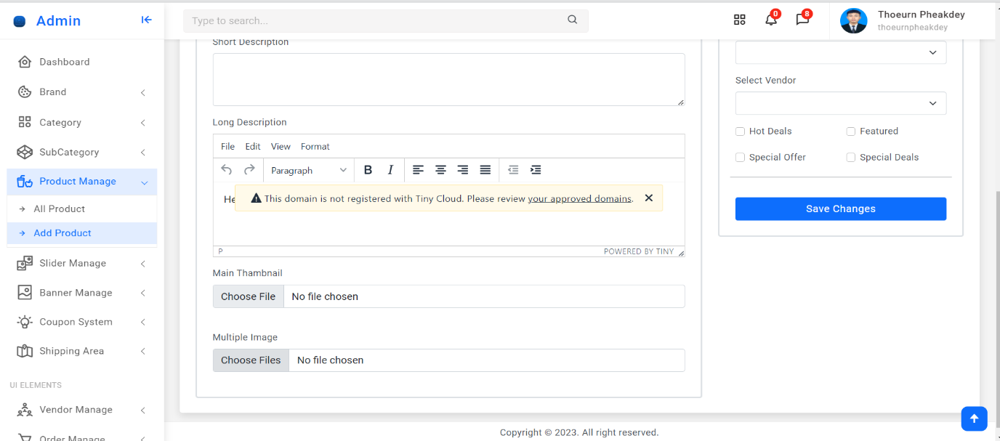 Admin
Type to search...
0
8
Thoeurn Pheakdey
thoeurnpheakdey
Dashboard
Brand
Category
SubCategory
Product Manage
All Product
Add Product
Slider Manage
Banner Manage
Coupon System
Shipping Area
UI ELEMENTS
Vendor Manage
Order Manage
Short Description
Long Description
File Edit View Format
Paragraph B I
He
This domain is not registered with Tiny Cloud. Please review your approved domains.
P
POWERED BY TINY
Main Thambnail
Choose File No file chosen
Multiple Image
Choose Files No file chosen
Select Vendor
Hot Deals Featured
Special Offer Special Deals
Save Changes
Copyright © 2023. All right reserved.